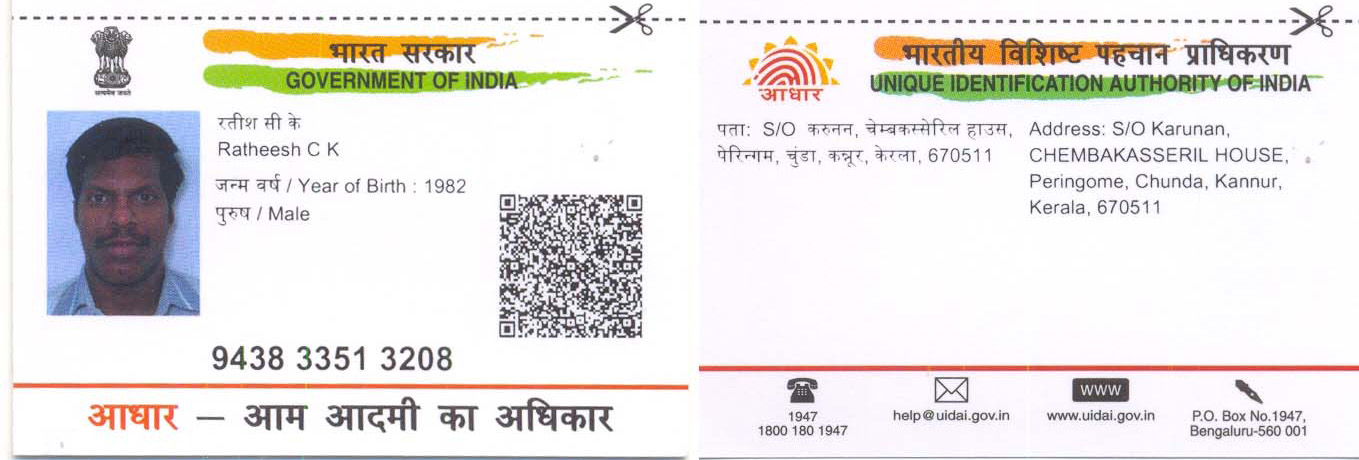 सत्यमेव जयते
भारत सरकार
GOVERNMENT OF INDIA
रतीश सी के
Ratheesh C K
जन्म वर्ष / Year of Birth : 1982
पुरुष / Male
9438 3351 3208
आधार — आम आदमी का अधिकार
भारतीय विशिष्ट पहचान प्राधिकरण
UNIQUE IDENTIFICATION AUTHORITY OF INDIA
आधार
पता: S/O करुनन, चेम्बकस्सेरिल हाउस,
पेरिन्गम, चुंडा, कन्नूर, केरला, 670511
Address: S/O Karunan,
CHEMBAKASSERIL HOUSE,
Peringome, Chunda, Kannur,
Kerala, 670511
1947
1800 180 1947
help@uidai.gov.in
www
www.uidai.gov.in
P.O. Box No.1947,
Bengaluru-560 001